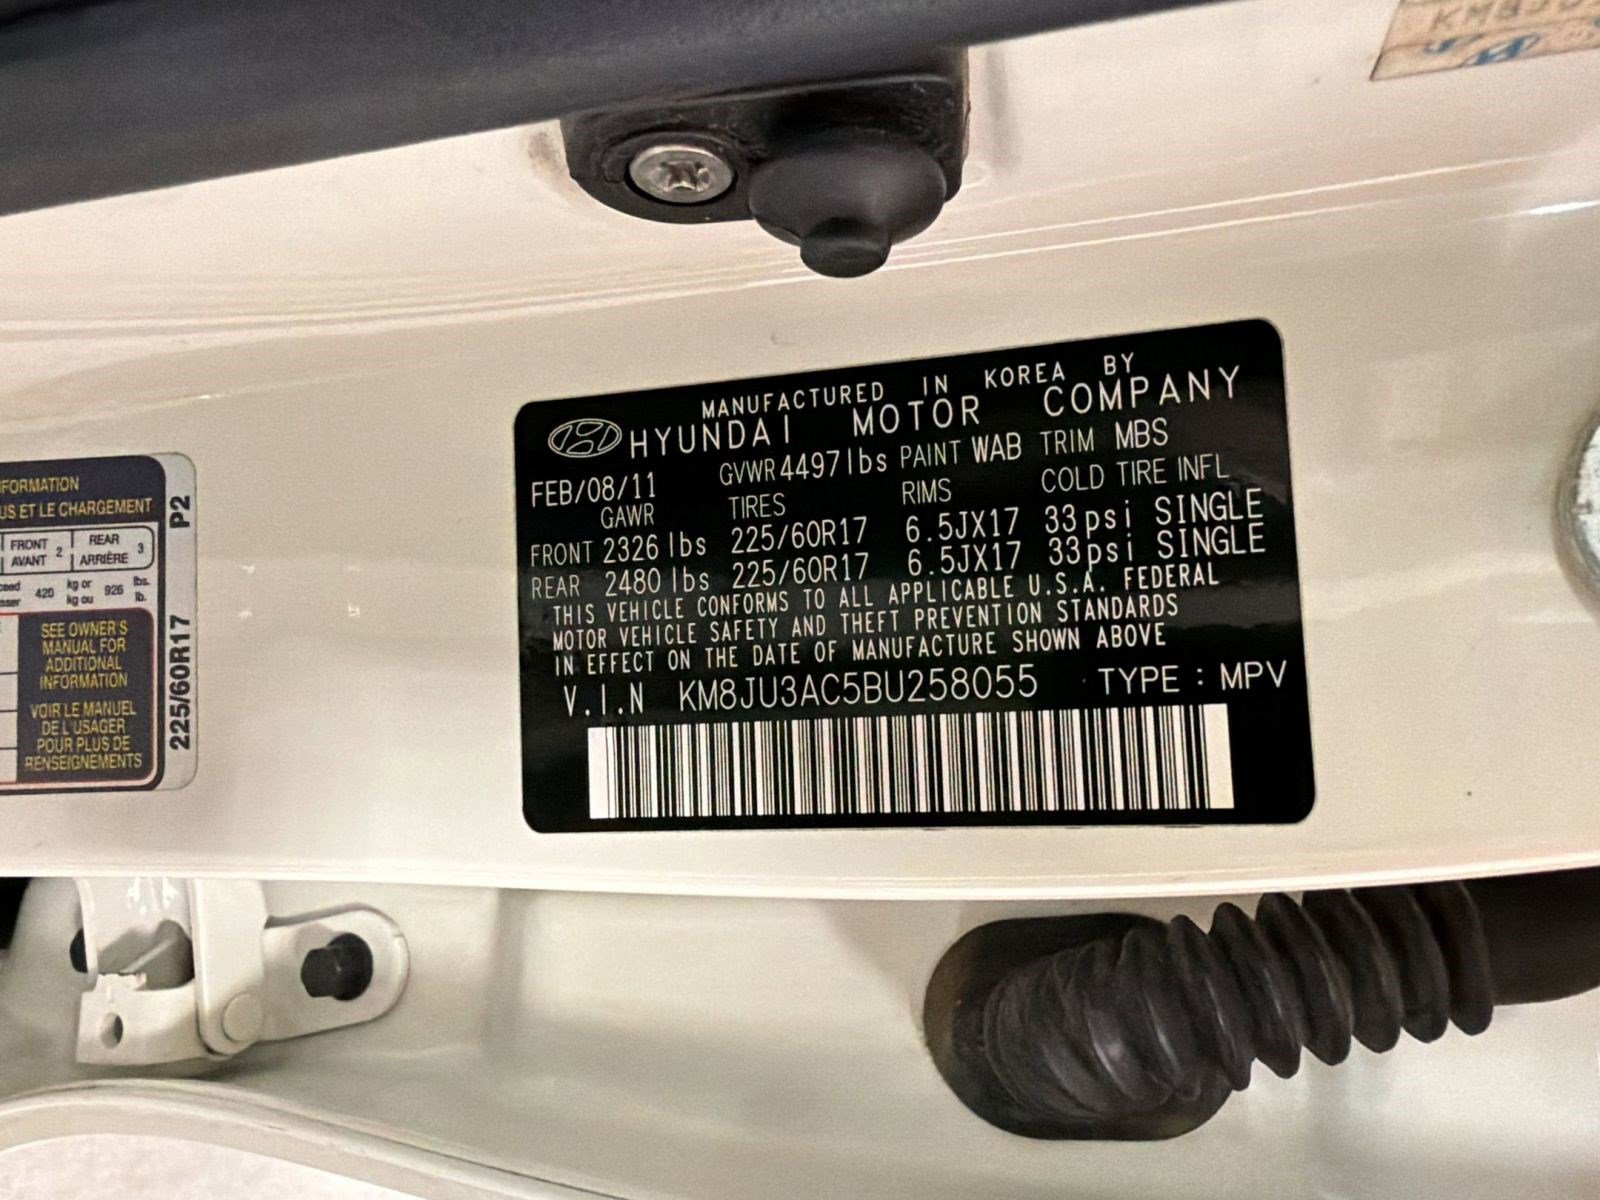 KM8JU
MANUFACTURED IN KOREA BY
HYUNDAI MOTOR COMPANY
FEB/08/11 GVWR 4497lbs PAINT WAB TRIM MBS
GAWR TIRES RIMS COLD TIRE INFL
FRONT 2326 lbs 225/60R17 6.5JX17 33psi SINGLE
REAR 2480 lbs 225/60R17 6.5JX17 33psi SINGLE
THIS VEHICLE CONFORMS TO ALL APPLICABLE U.S.A. FEDERAL
MOTOR VEHICLE SAFETY AND THEFT PREVENTION STANDARDS
IN EFFECT ON THE DATE OF MANUFACTURE SHOWN ABOVE
V.I.N KM8JU3AC5BU258055 TYPE : MPV
FORMATION
US ET LE CHARGEMENT
FRONT AVANT 2 REAR ARRIÈRE 3
420 kg or kg ou 926 lbs. lb.
SEE OWNER'S
MANUAL FOR
ADDITIONAL
INFORMATION
VOIR LE MANUEL
DE L'USAGER
POUR PLUS DE
RENSEIGNEMENTS
225/60R17 P2